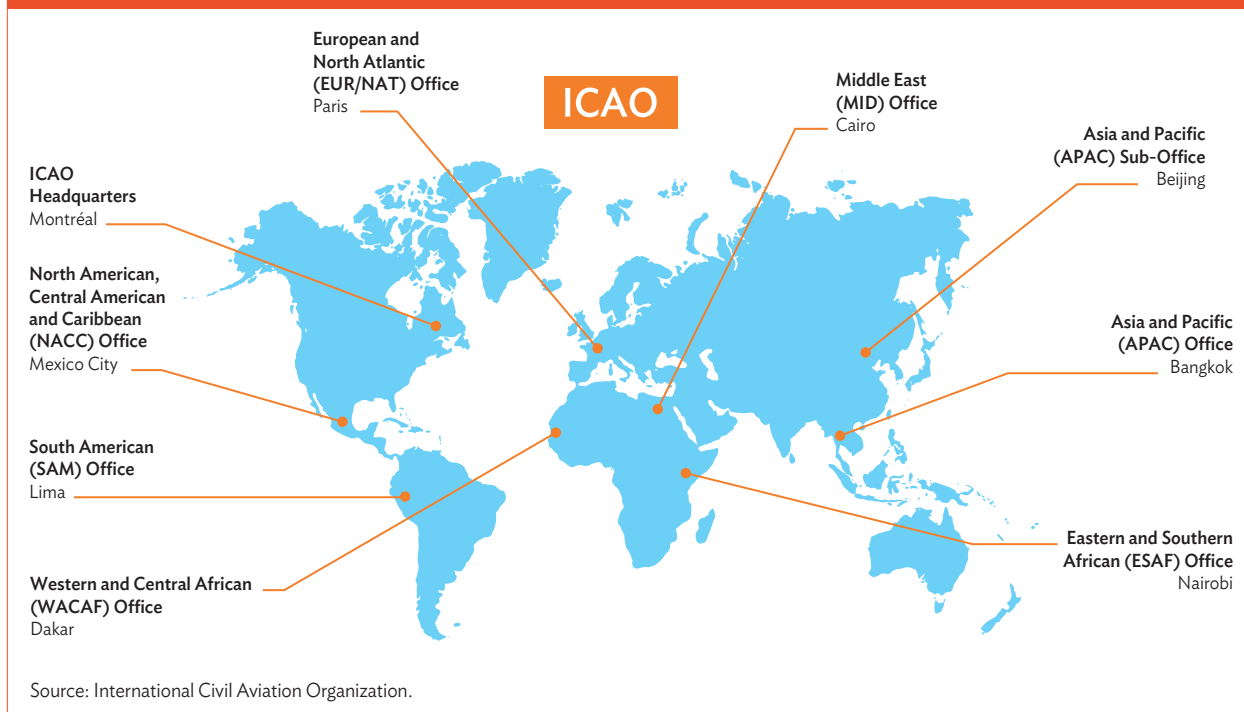 European and
North Atlantic
(EUR/NAT) Office
Paris
ICAO
Middle East
(MID) Office
Cairo
Asia and Pacific
(APAC) Sub-Office
Beijing
ICAO
Headquarters
Montréal
North American,
Central American
and Caribbean
(NACC) Office
Mexico City
Asia and Pacific
(APAC) Office
Bangkok
South American
(SAM) Office
Lima
Eastern and Southern
African (ESAF) Office
Nairobi
Western and Central African
(WACAF) Office
Dakar
Source: International Civil Aviation Organization.